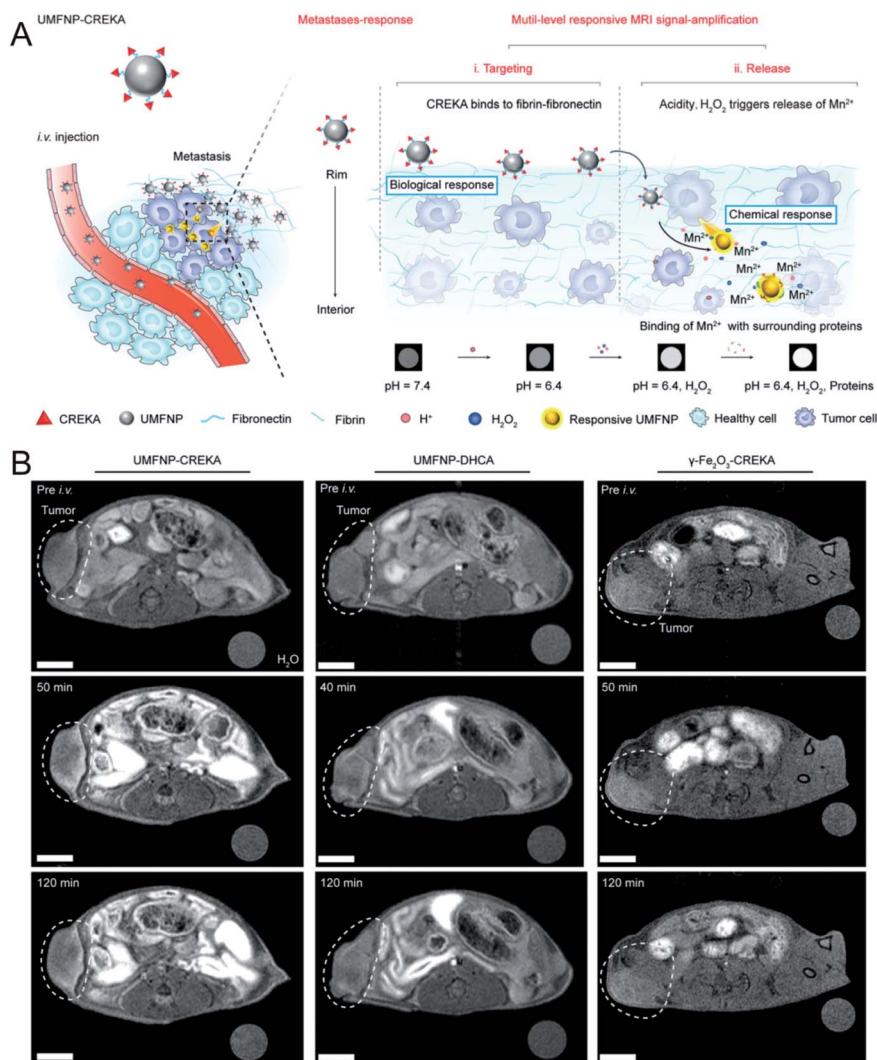 A
UMFNP-CREKA
Metastases-response
Mutil-level responsive MRI signal-amplification
i. Targeting
ii. Release
CREKA binds to fibrin-fibronectin
Acidity, H₂O₂ triggers release of Mn²⁺
i.v. injection
Metastasis
Rim
Interior
Biological response
Chemical response
Mn²⁺
Mn²⁺
Mn²⁺
Mn²⁺
Mn²⁺
Mn²⁺
Binding of Mn²⁺ with surrounding proteins
pH = 7.4
pH = 6.4
pH = 6.4, H₂O₂
pH = 6.4, H₂O₂, Proteins
CREKA
UMFNP
Fibronectin
Fibrin
H⁺
H₂O₂
Responsive UMFNP
Healthy cell
Tumor cell
B
UMFNP-CREKA
UMFNP-DHCA
γ-Fe₂O₃-CREKA
Pre i.v.
Tumor
H₂O
Pre i.v.
Tumor
Pre i.v.
Tumor
50 min
40 min
50 min
120 min
120 min
120 min